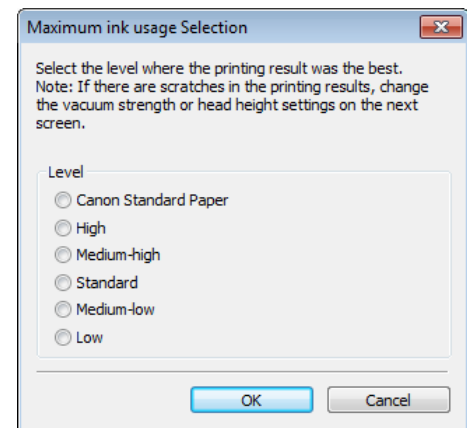 Maximum ink usage Selection
Select the level where the printing result was the best.
Note: If there are scratches in the printing results, change
the vacuum strength or head height settings on the next
screen.
Level
Canon Standard Paper
High
Medium-high
Standard
Medium-low
Low
OK Cancel